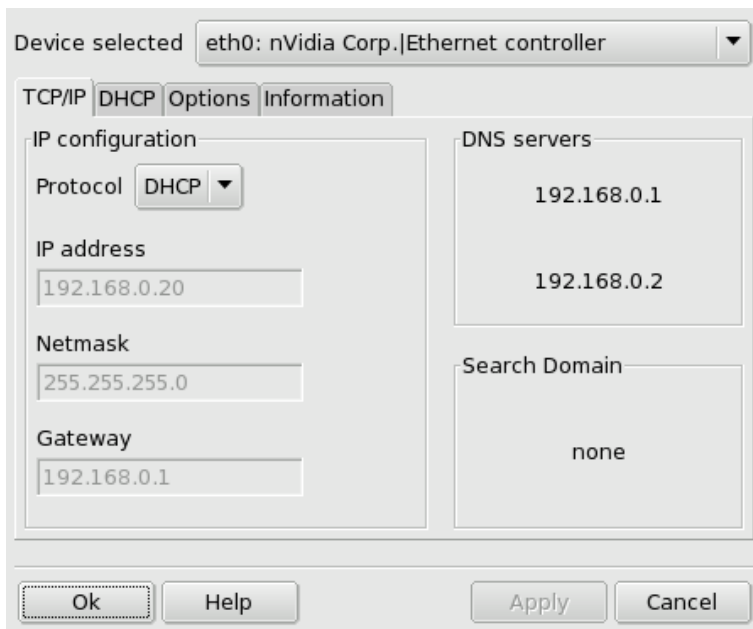 Device selected eth0: nVidia Corp.|Ethernet controller
TCP/IP DHCP Options Information
IP configuration
Protocol DHCP
IP address
192.168.0.20
Netmask
255.255.255.0
Gateway
192.168.0.1
DNS servers
192.168.0.1
192.168.0.2
Search Domain
none
Ok Help Apply Cancel